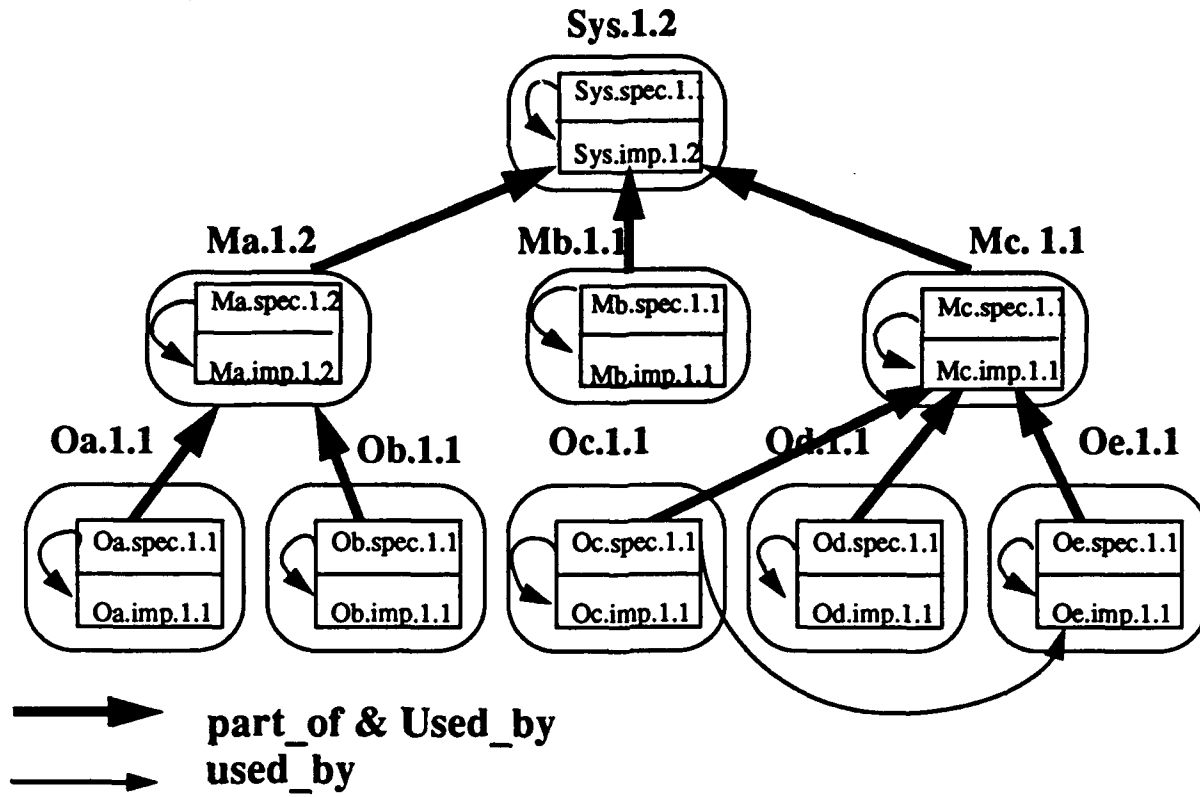 Sys.1.2
Sys.spec.1.1
Sys.imp.1.2
Ma.1.2
Mb.1.1
Mc. 1.1
Ma.spec.1.2
Mb.spec.1.1
Mc.spec.1.1
Ma.imp.1.2
Mb.imp.1.1
Mc.imp.1.1
Oa.1.1
Ob.1.1
Oc.1.1
Od.1.1
Oe.1.1
Oa.spec.1.1
Ob.spec.1.1
Oc.spec.1.1
Od.spec.1.1
Oe.spec.1.1
Oa.imp.1.1
Ob.imp.1.1
Oc.imp.1.1
Od.imp.1.1
Oe.imp.1.1
part_of & Used_by
used_by